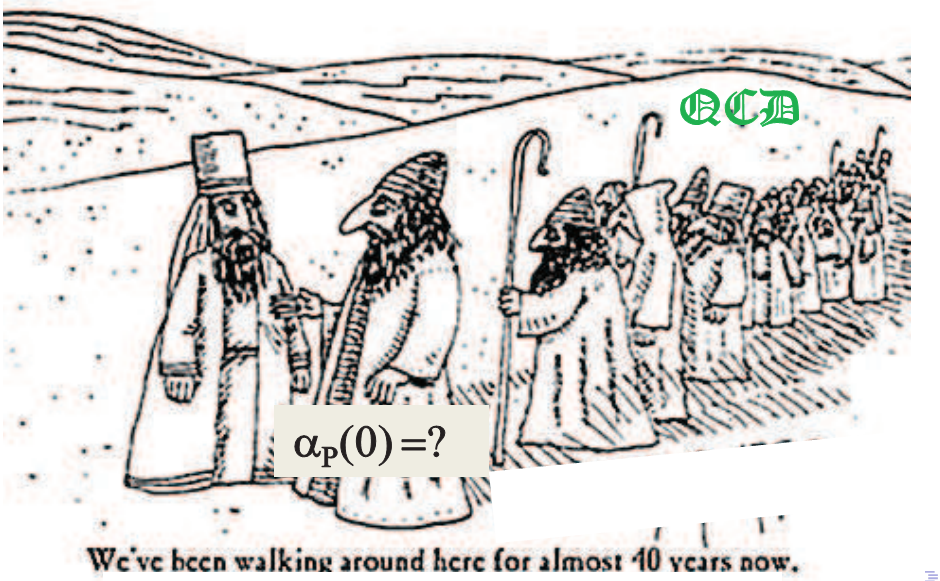 QCD
αP(0)=?
We've been walking around here for almost 40 years now.